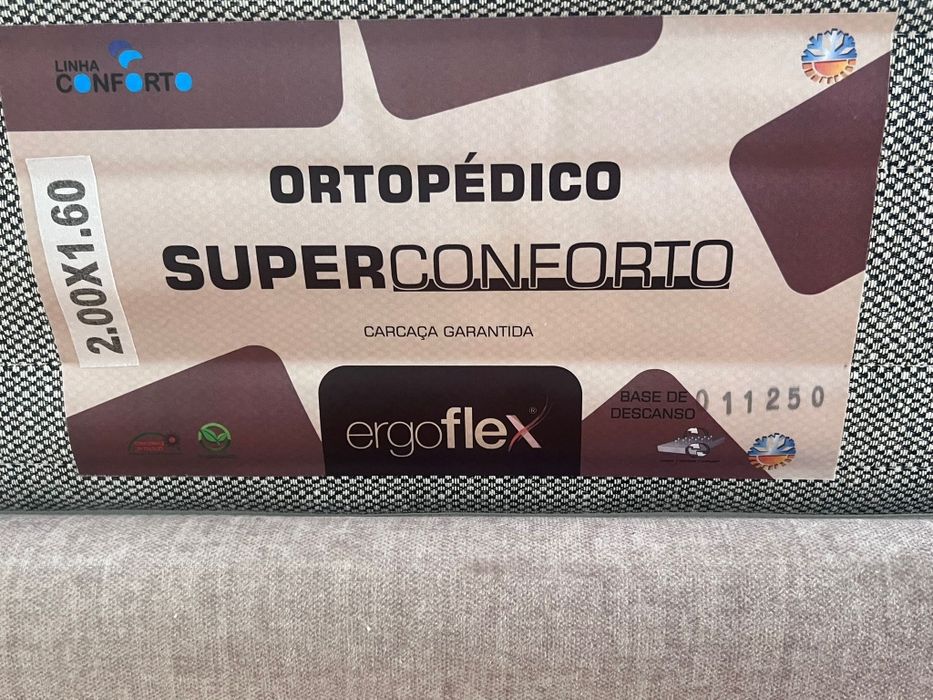 LINHA
CONFORTO
2.00X1.60
ORTOPÉDICO
SUPERCONFORTO
CARCAÇA GARANTIDA
ergoflex®
BASE DE
DESCANSO
011250